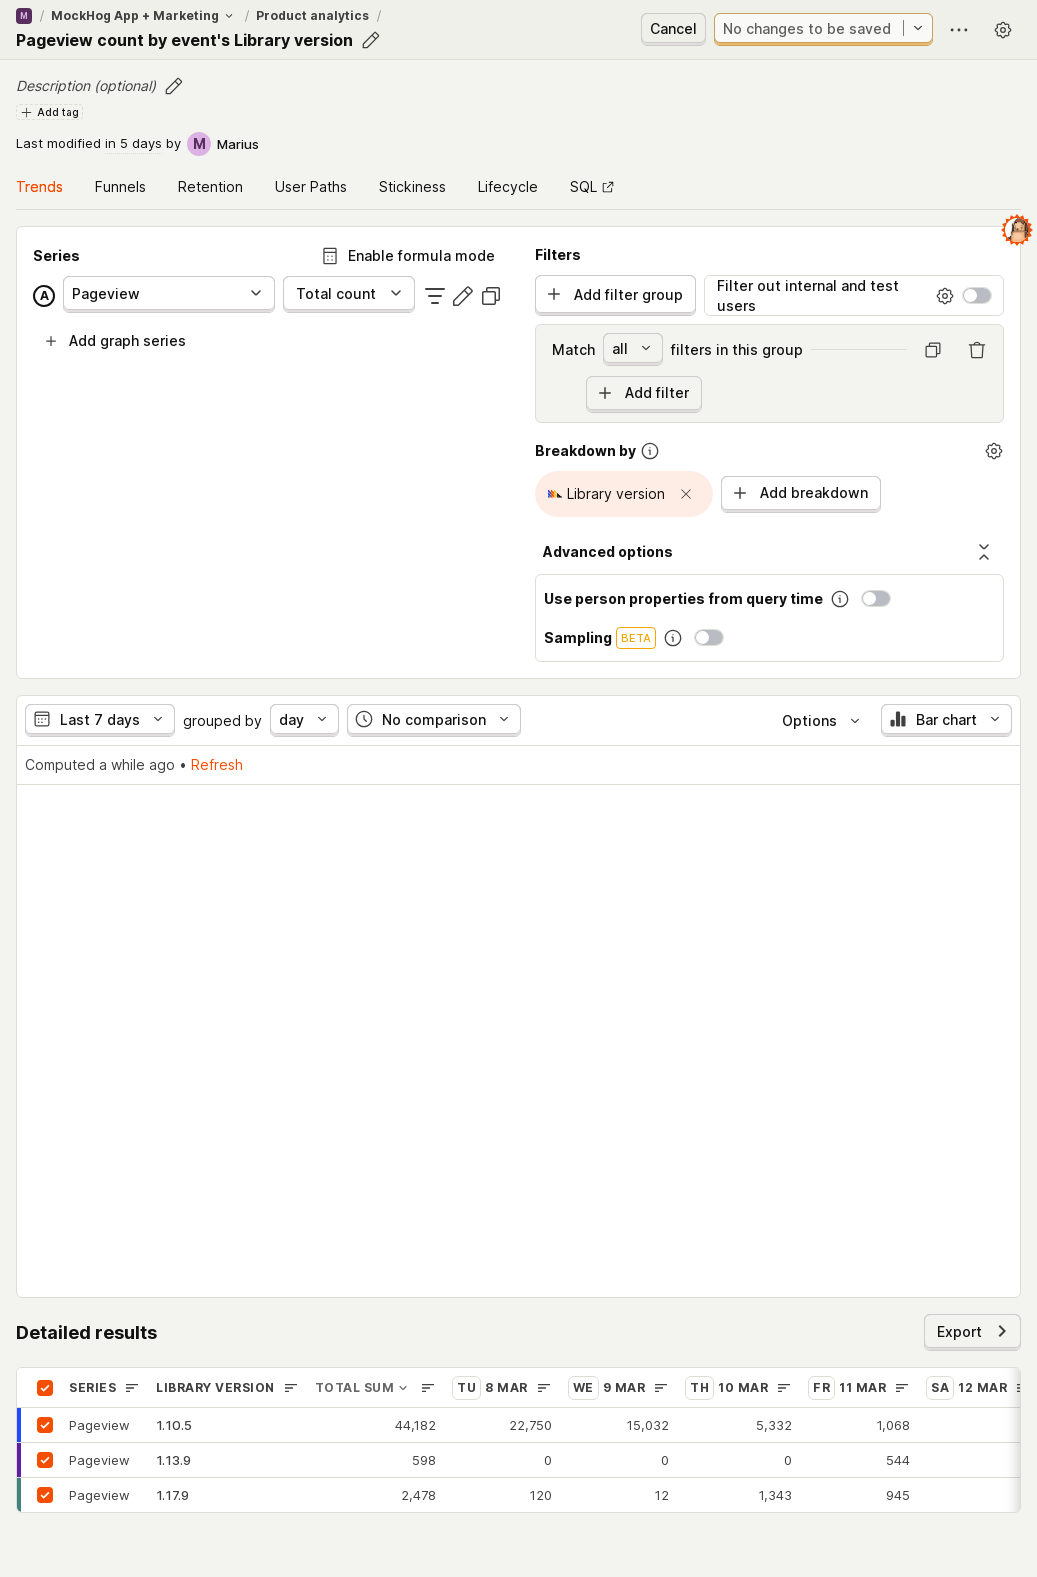 M / MockHog App + Marketing / Product analytics /
Pageview count by event's Library version
Cancel
No changes to be saved
Description (optional)
Add tag
Last modified in 5 days by M Marius
Trends Funnels Retention User Paths Stickiness Lifecycle SQL
Series
Enable formula mode
A Pageview Total count
Add graph series
Filters
Add filter group
Filter out internal and test users
Match all filters in this group
Add filter
Breakdown by
Library version
Add breakdown
Advanced options
Use person properties from query time
Sampling BETA
Last 7 days grouped by day No comparison Options Bar chart
Computed a while ago • Refresh
Detailed results
Export
SERIES LIBRARY VERSION TOTAL SUM TU 8 MAR WE 9 MAR TH 10 MAR FR 11 MAR SA 12 MAR
Pageview 1.10.5 44,182 22,750 15,032 5,332 1,068
Pageview 1.13.9 598 0 0 0 544
Pageview 1.17.9 2,478 120 12 1,343 945